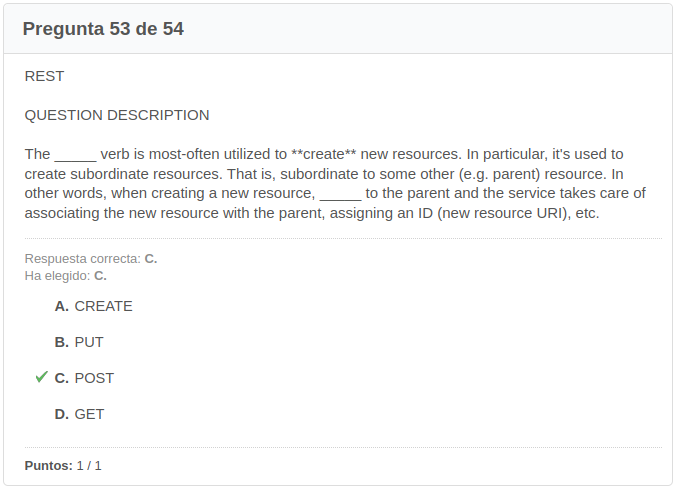 Pregunta 53 de 54
REST
QUESTION DESCRIPTION
The _____ verb is most-often utilized to **create** new resources. In particular, it's used to
create subordinate resources. That is, subordinate to some other (e.g. parent) resource. In
other words, when creating a new resource, _____ to the parent and the service takes care of
associating the new resource with the parent, assigning an ID (new resource URI), etc.
Respuesta correcta: C.
Ha elegido: C.
A. CREATE
B. PUT
C. POST
D. GET
Puntos: 1 / 1